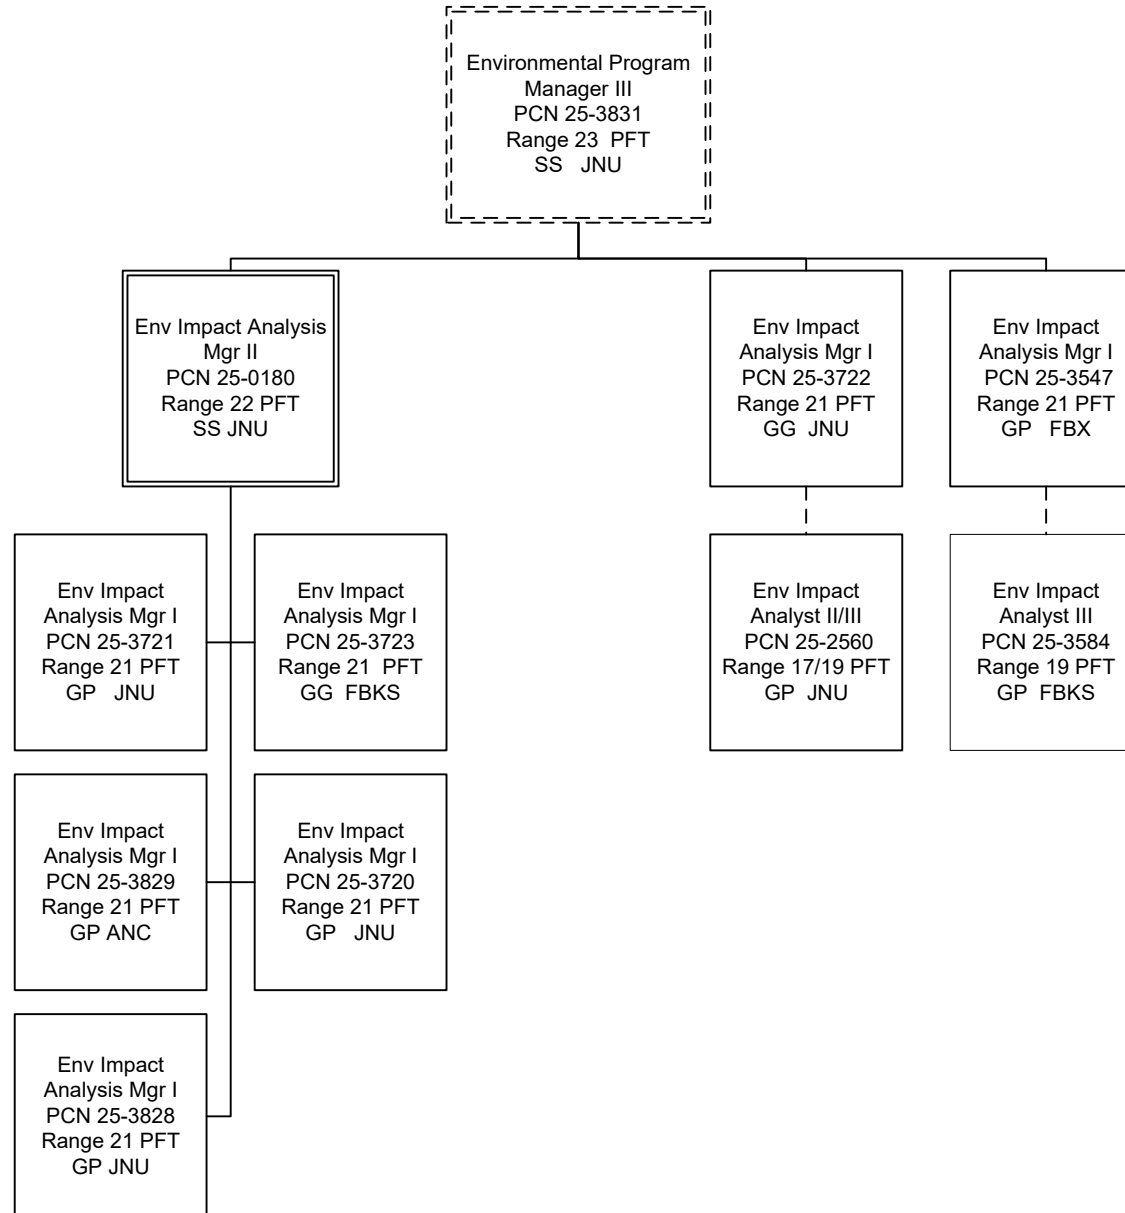 Environmental Program
Manager III
PCN 25-3831
Range 23  PFT
SS   JNU
Env Impact Analysis
Mgr II
PCN 25-0180
Range 22 PFT
SS JNU
Env Impact
Analysis Mgr I
PCN 25-3722
Range 21 PFT
GG  JNU
Env Impact
Analysis Mgr I
PCN 25-3547
Range 21 PFT
GP   FBX
Env Impact
Analysis Mgr I
PCN 25-3721
Range 21 PFT
GP   JNU
Env Impact
Analysis Mgr I
PCN 25-3723
Range 21  PFT
GG  FBKS
Env Impact
Analyst II/III
PCN 25-2560
Range 17/19 PFT
GP  JNU
Env Impact
Analyst III
PCN 25-3584
Range 19 PFT
GP  FBKS
Env Impact
Analysis Mgr I
PCN 25-3829
Range 21 PFT
GP ANC
Env Impact
Analysis Mgr I
PCN 25-3720
Range 21 PFT
GP   JNU
Env Impact
Analysis Mgr I
PCN 25-3828
Range 21 PFT
GP JNU